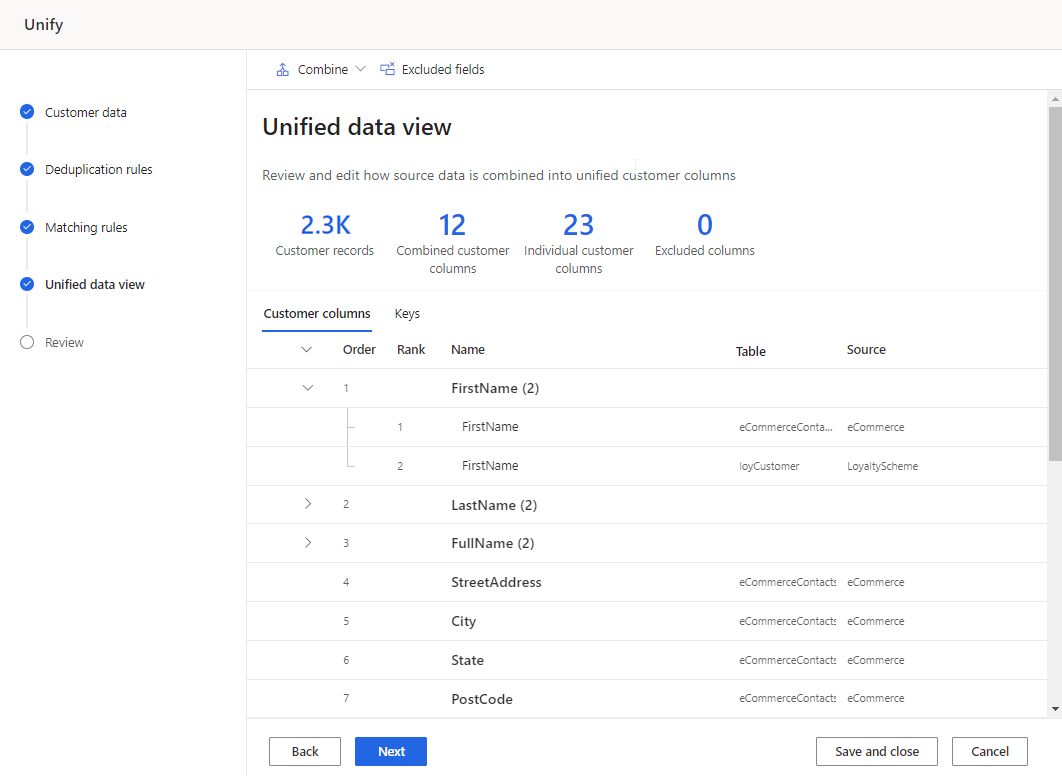 Unify
Combine Excluded fields
Customer data
Deduplication rules
Matching rules
Unified data view
Review
Unified data view
Review and edit how source data is combined into unified customer columns
2.3K 12 23 0
Customer records Combined customer columns Individual customer columns Excluded columns
Customer columns Keys
Order Rank Name Table Source
1 FirstName (2)
1 FirstName eCommerceConta... eCommerce
2 FirstName loyCustomer LoyaltyScheme
2 LastName (2)
3 FullName (2)
4 StreetAddress eCommerceContacts eCommerce
5 City eCommerceContacts eCommerce
6 State eCommerceContacts eCommerce
7 PostCode eCommerceContacts eCommerce
Back Next Save and close Cancel